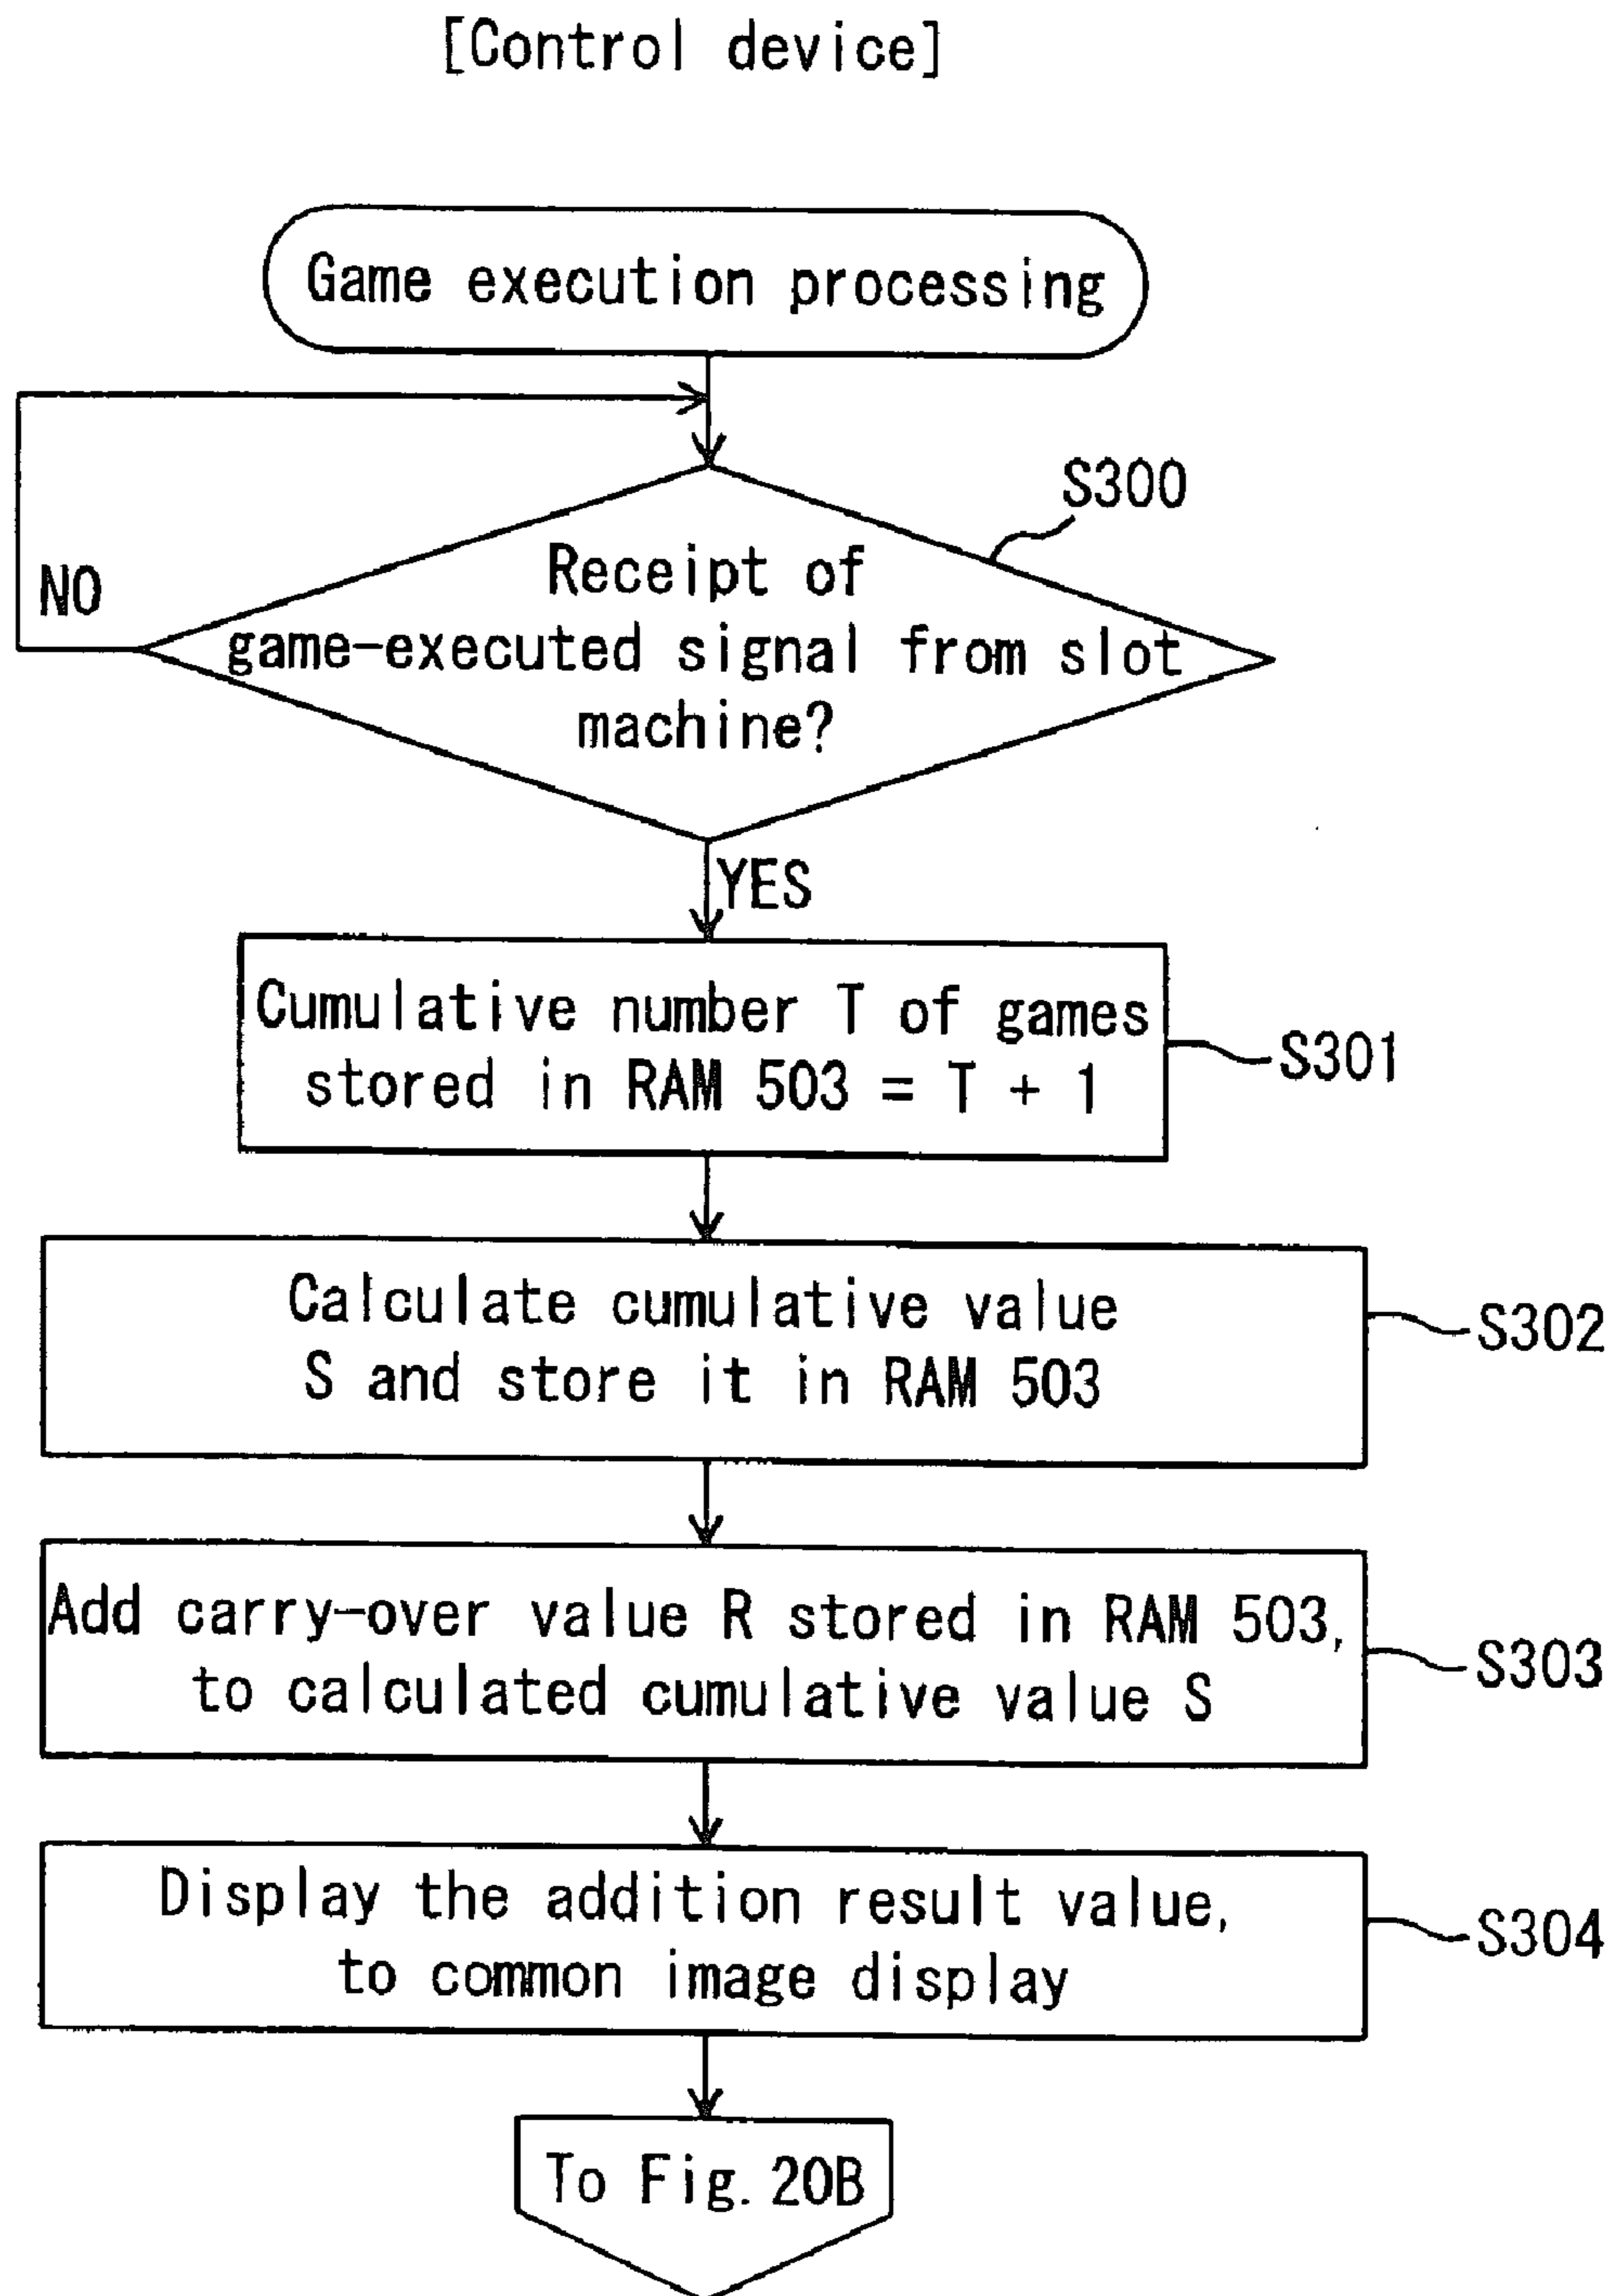 [Control device]
Game execution processing
S300
Receipt of
NO
game-executed signal from slot
machine?
YES
Cumulative number T of games
stored in RAM 503 = T + 1
S301
Calculate cumulative value
S and store it in RAM 503
S302
Add carry-over value R stored in RAM 503,
to calculated cumulative value S
S303
Display the addition result value,
to common image display
S304
To Fig. 20B